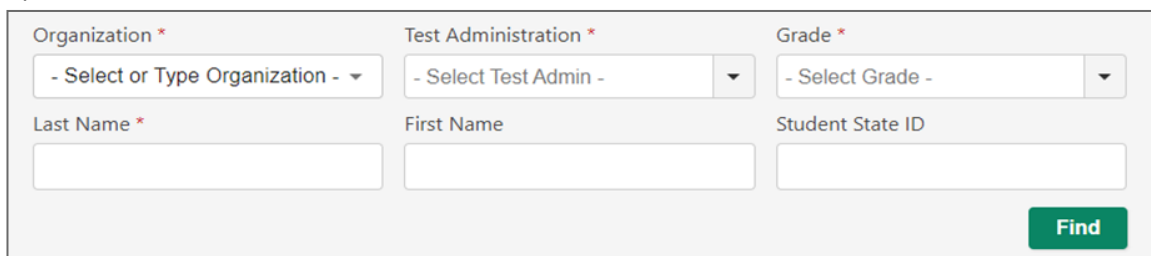 Organization * Test Administration * Grade *
- Select or Type Organization - - Select Test Admin - - Select Grade -
Last Name * First Name Student State ID
Find